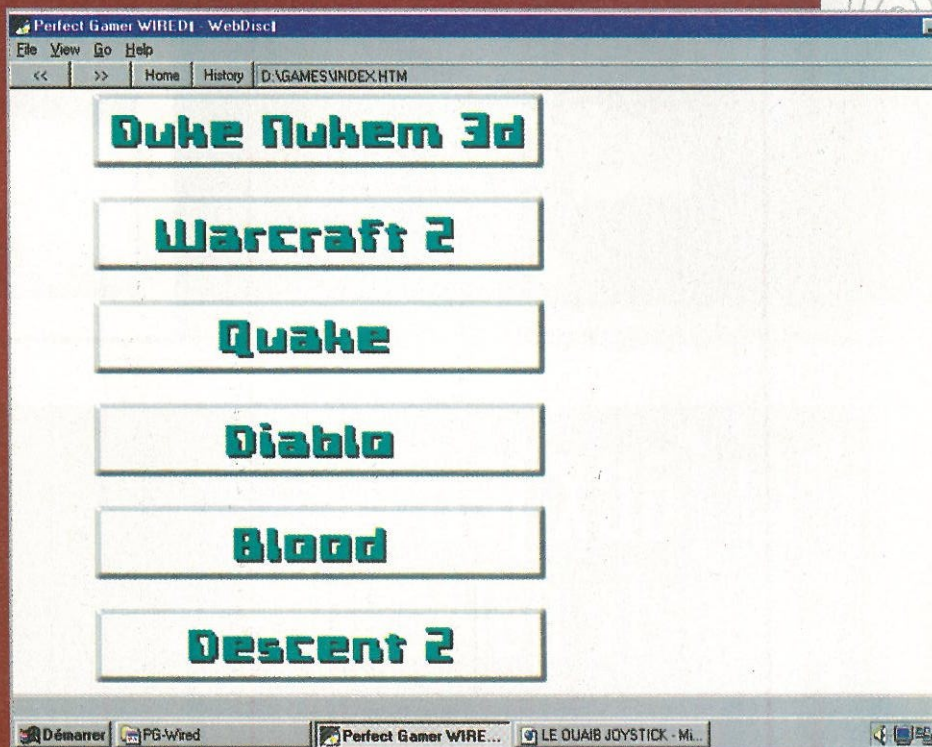 Perfect Gamer WIRED! - WebDisc!
File View Go Help
<< >> Home History D:\GAMES\INDEX.HTM
Duke Nukem 3d
Warcraft 2
Quake
Diablo
Blood
Descent 2
Démarrer PG-Wired Perfect Gamer WIRE... LE OUAIB JOYSTICK - Mi...